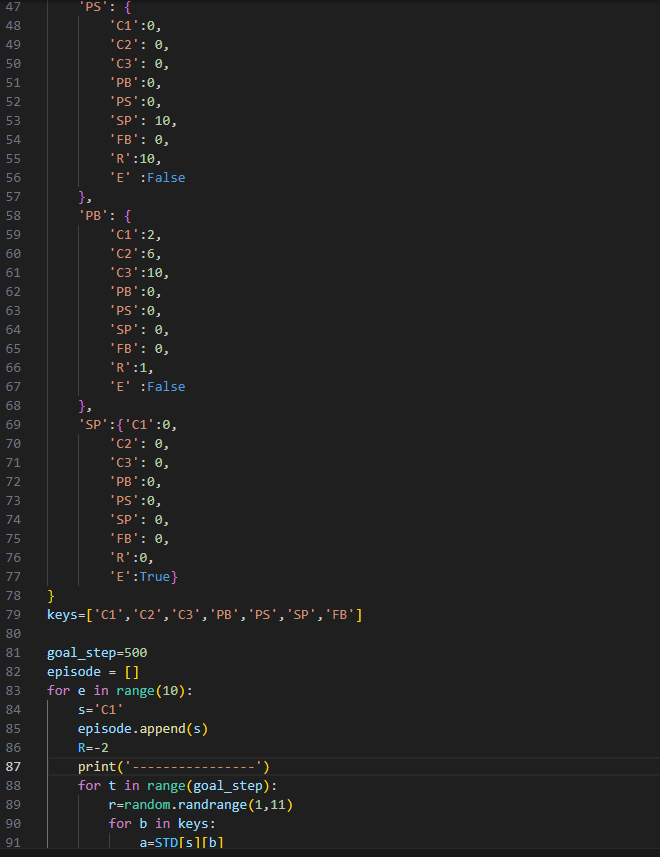 47 'PS': {
48 'C1':0,
49 'C2': 0,
50 'C3': 0,
51 'PB':0,
52 'PS':0,
53 'SP': 10,
54 'FB': 0,
55 'R':10,
56 'E' :False
57 },
58 'PB': {
59 'C1':2,
60 'C2':6,
61 'C3':10,
62 'PB':0,
63 'PS':0,
64 'SP': 0,
65 'FB': 0,
66 'R':1,
67 'E' :False
68 },
69 'SP':{'C1':0,
70 'C2': 0,
71 'C3': 0,
72 'PB':0,
73 'PS':0,
74 'SP': 0,
75 'FB': 0,
76 'R':0,
77 'E':True}
78 }
79 keys=['C1','C2','C3','PB','PS','SP','FB']
80
81 goal_step=500
82 episode = []
83 for e in range(10):
84 s='C1'
85 episode.append(s)
86 R=-2
87 print('----------------')
88 for t in range(goal_step):
89 r=random.randrange(1,11)
90 for b in keys:
91 a=STD[s][b]